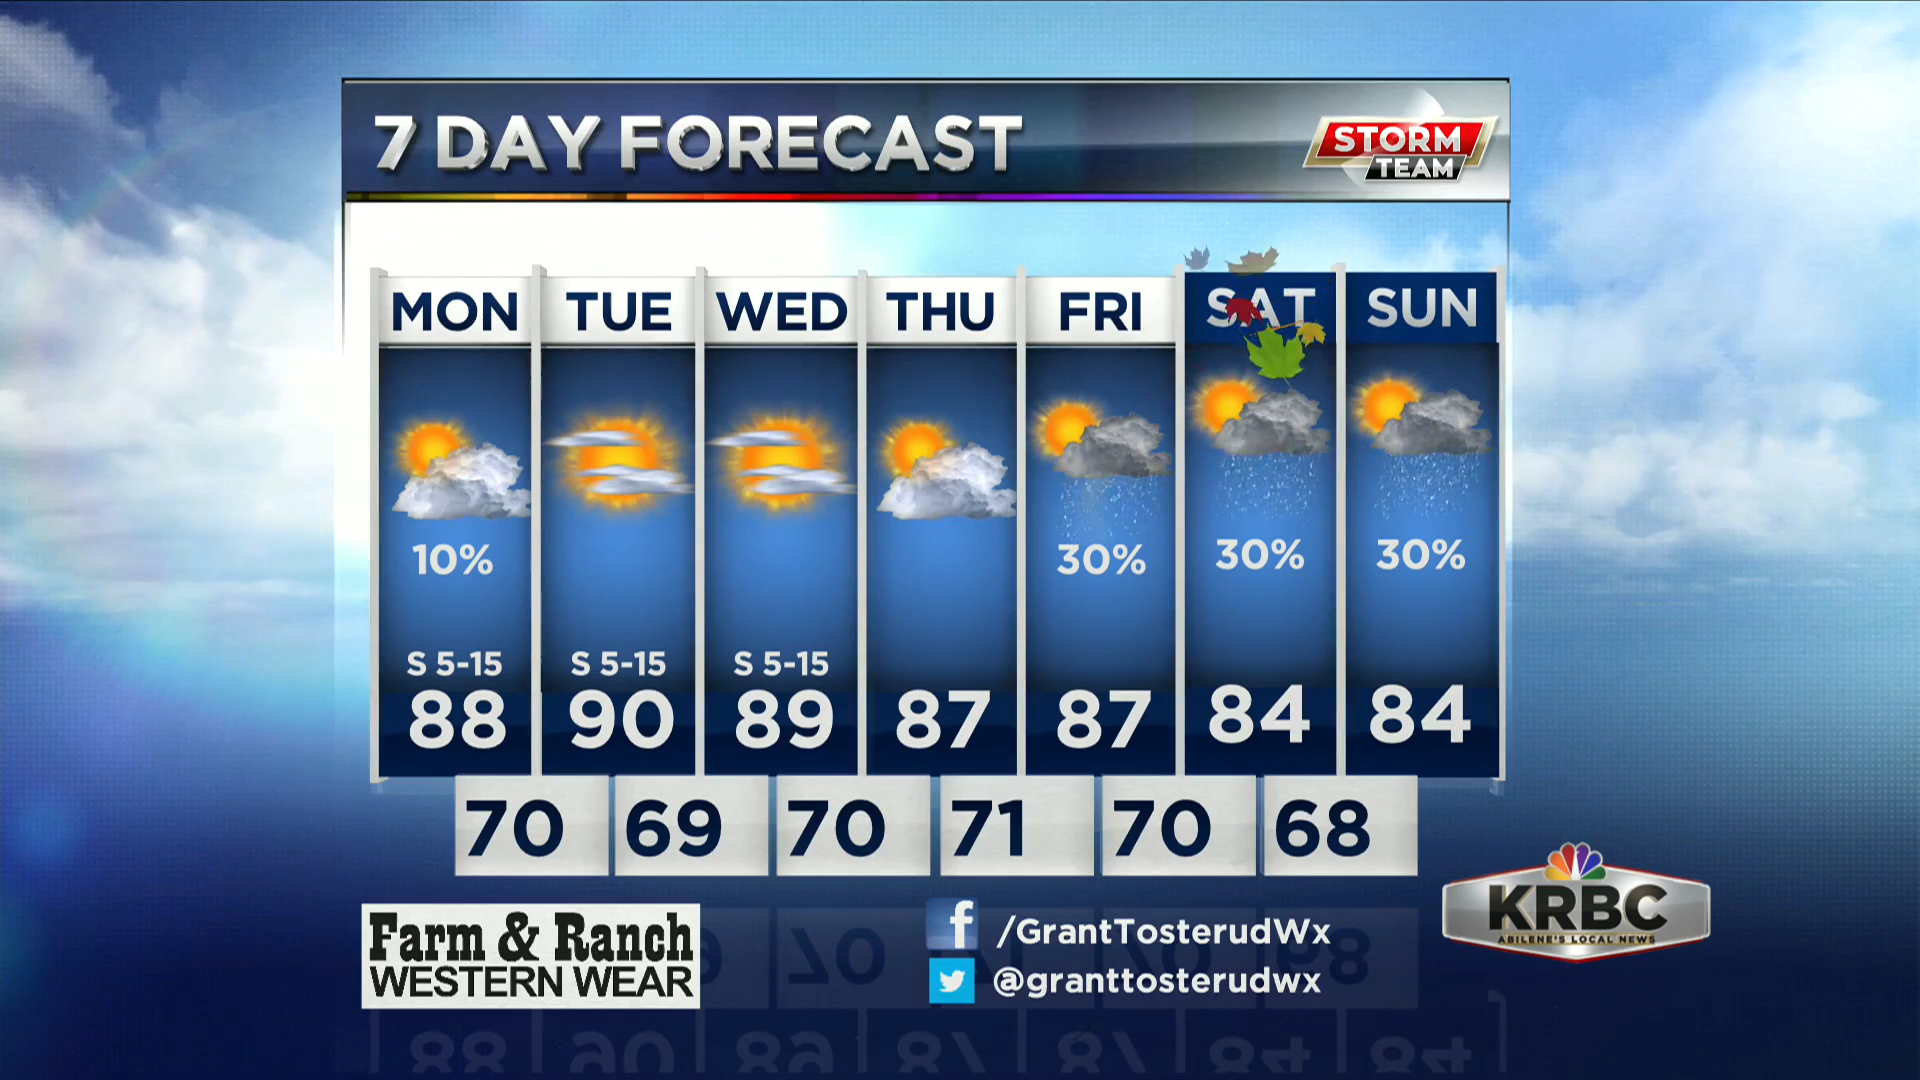 7 DAY FORECAST
STORM
TEAM
MON TUE WED THU FRI SAT SUN
10% 30% 30% 30%
S 5-15 S 5-15 S 5-15
88 90 89 87 87 84 84
70 69 70 71 70 68
Farm & Ranch
WESTERN WEAR
f /GrantTosterudWx
@granttosterudwx
KRBC
ABILENE'S LOCAL NEWS